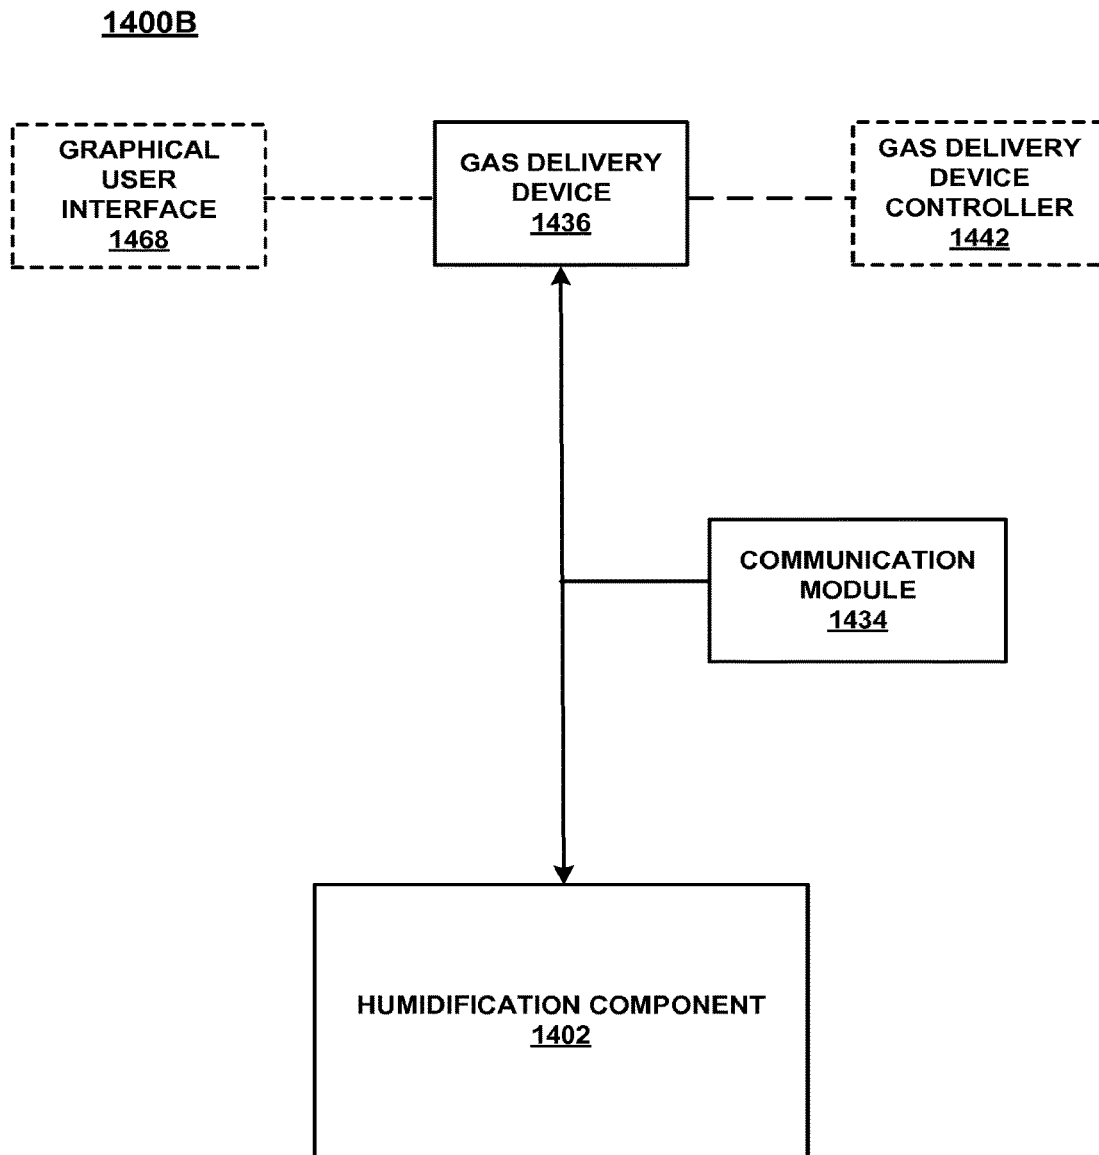 1400B
GRAPHICAL
USER
INTERFACE
1468
GAS DELIVERY
DEVICE
1436
GAS DELIVERY
DEVICE
CONTROLLER
1442
COMMUNICATION
MODULE
1434
HUMIDIFICATION COMPONENT
1402